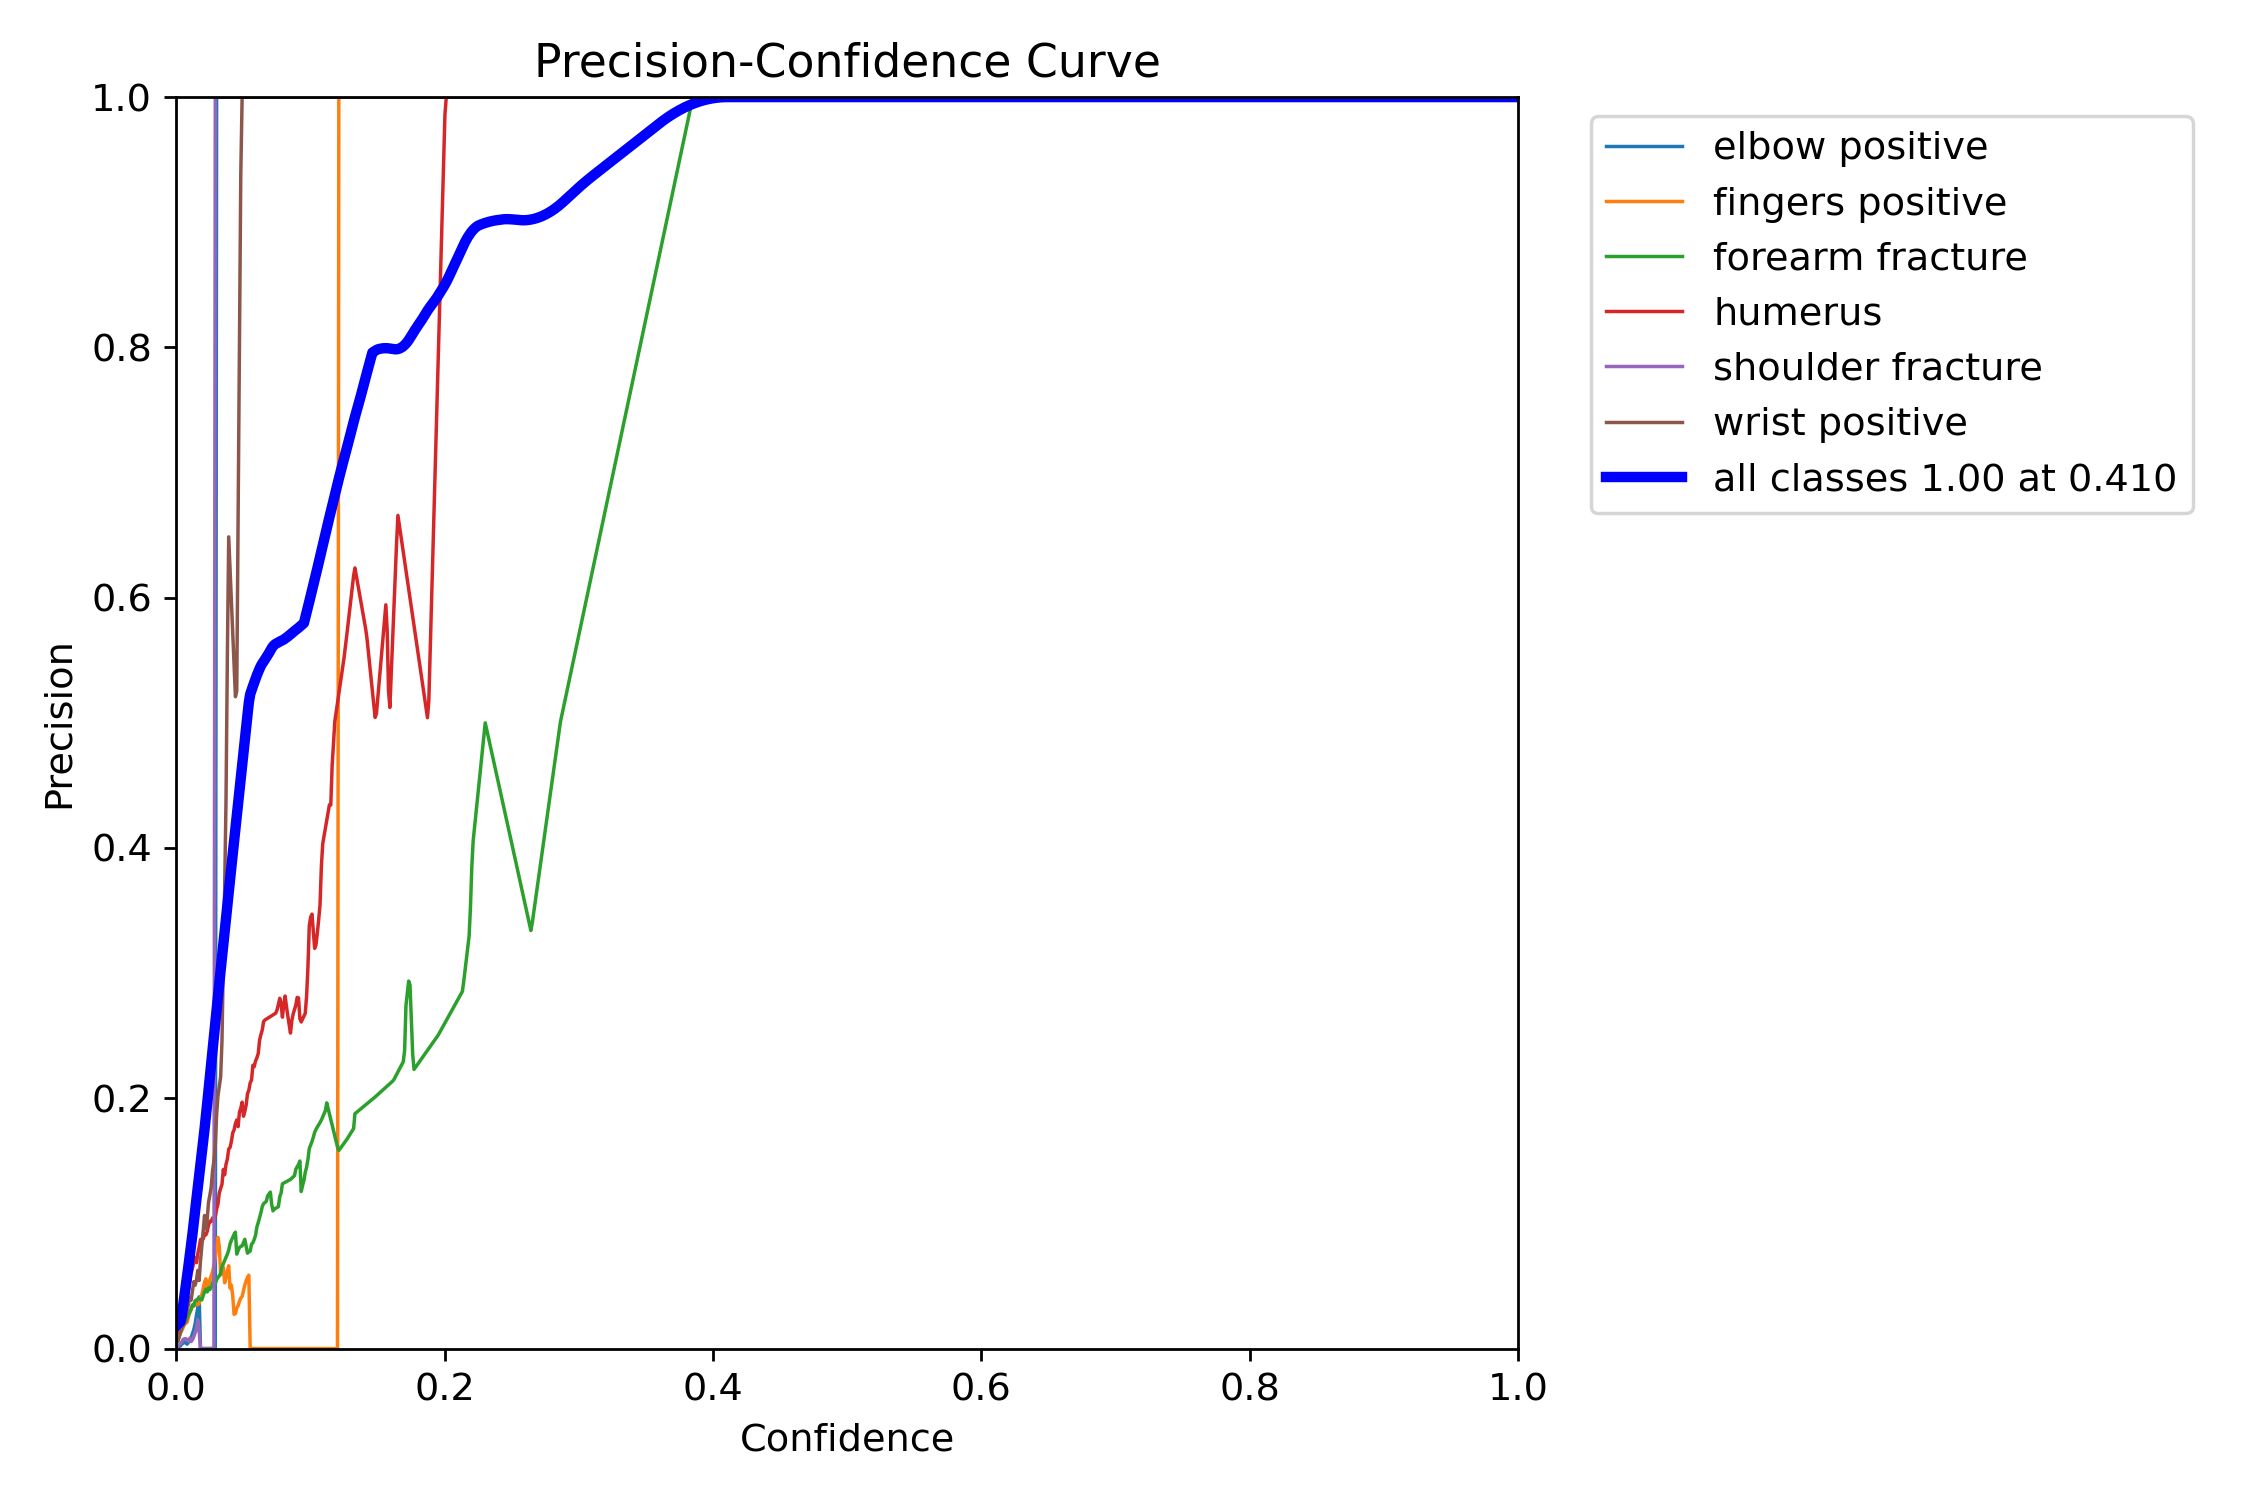 Precision-Confidence Curve
1.0
0.8
0.6
0.4
0.2
0.0
Precision
0.0 0.2 0.4 0.6 0.8 1.0
Confidence
elbow positive
fingers positive
forearm fracture
humerus
shoulder fracture
wrist positive
all classes 1.00 at 0.410